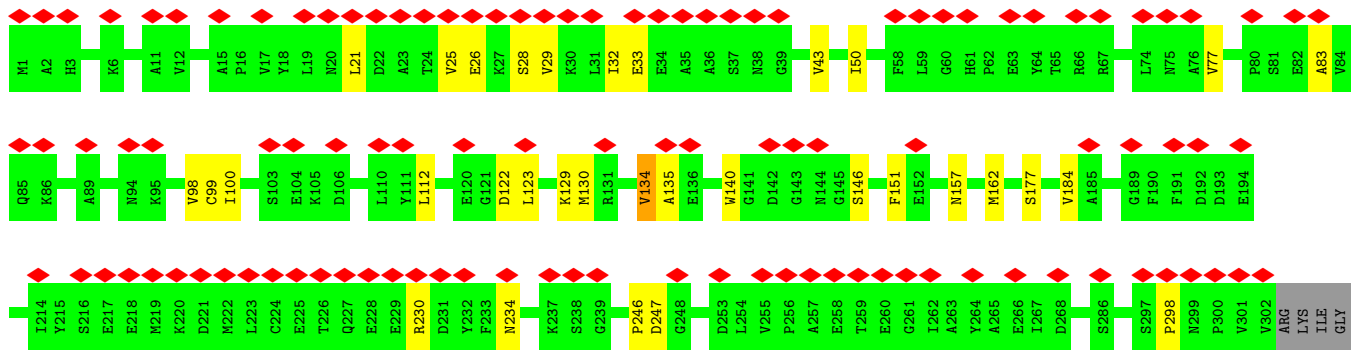 M1 A2 H3 K6 A11 V12 A15 P16 V17 Y18 L19 N20 L21 D22 A23 T24 V25 E26 K27 S28 V29 K30 L31 I32 E33 E34 A35 A36 S37 N38 G39 V43 I50 F58 L59 G60 H61 P62 E63 Y64 T65 R66 R67 L74 N75 A76 V77 P80 S81 E82 A83 V84
Q85 K86 A89 N94 K95 V98 C99 I100 S103 E104 K105 D106 L110 Y111 L112 E120 G121 D122 L123 K129 M130 R131 V134 A135 E136 W140 G141 D142 G143 N144 G145 S146 F151 E152 N157 M162 S177 V184 A185 G189 F190 F191 D192 D193 E194
I214 Y215 S216 E217 E218 M219 K220 D221 M222 L223 C224 E225 T226 Q227 E228 E229 R230 D231 Y232 F233 N234 K237 S238 G239 P246 D247 G248 D253 L254 V255 P256 A257 E258 T259 E260 G261 I262 A263 Y264 A265 E266 I267 D268 S286 S297 P298 N299 P300 V301 V302 ARG LYS ILE GLY